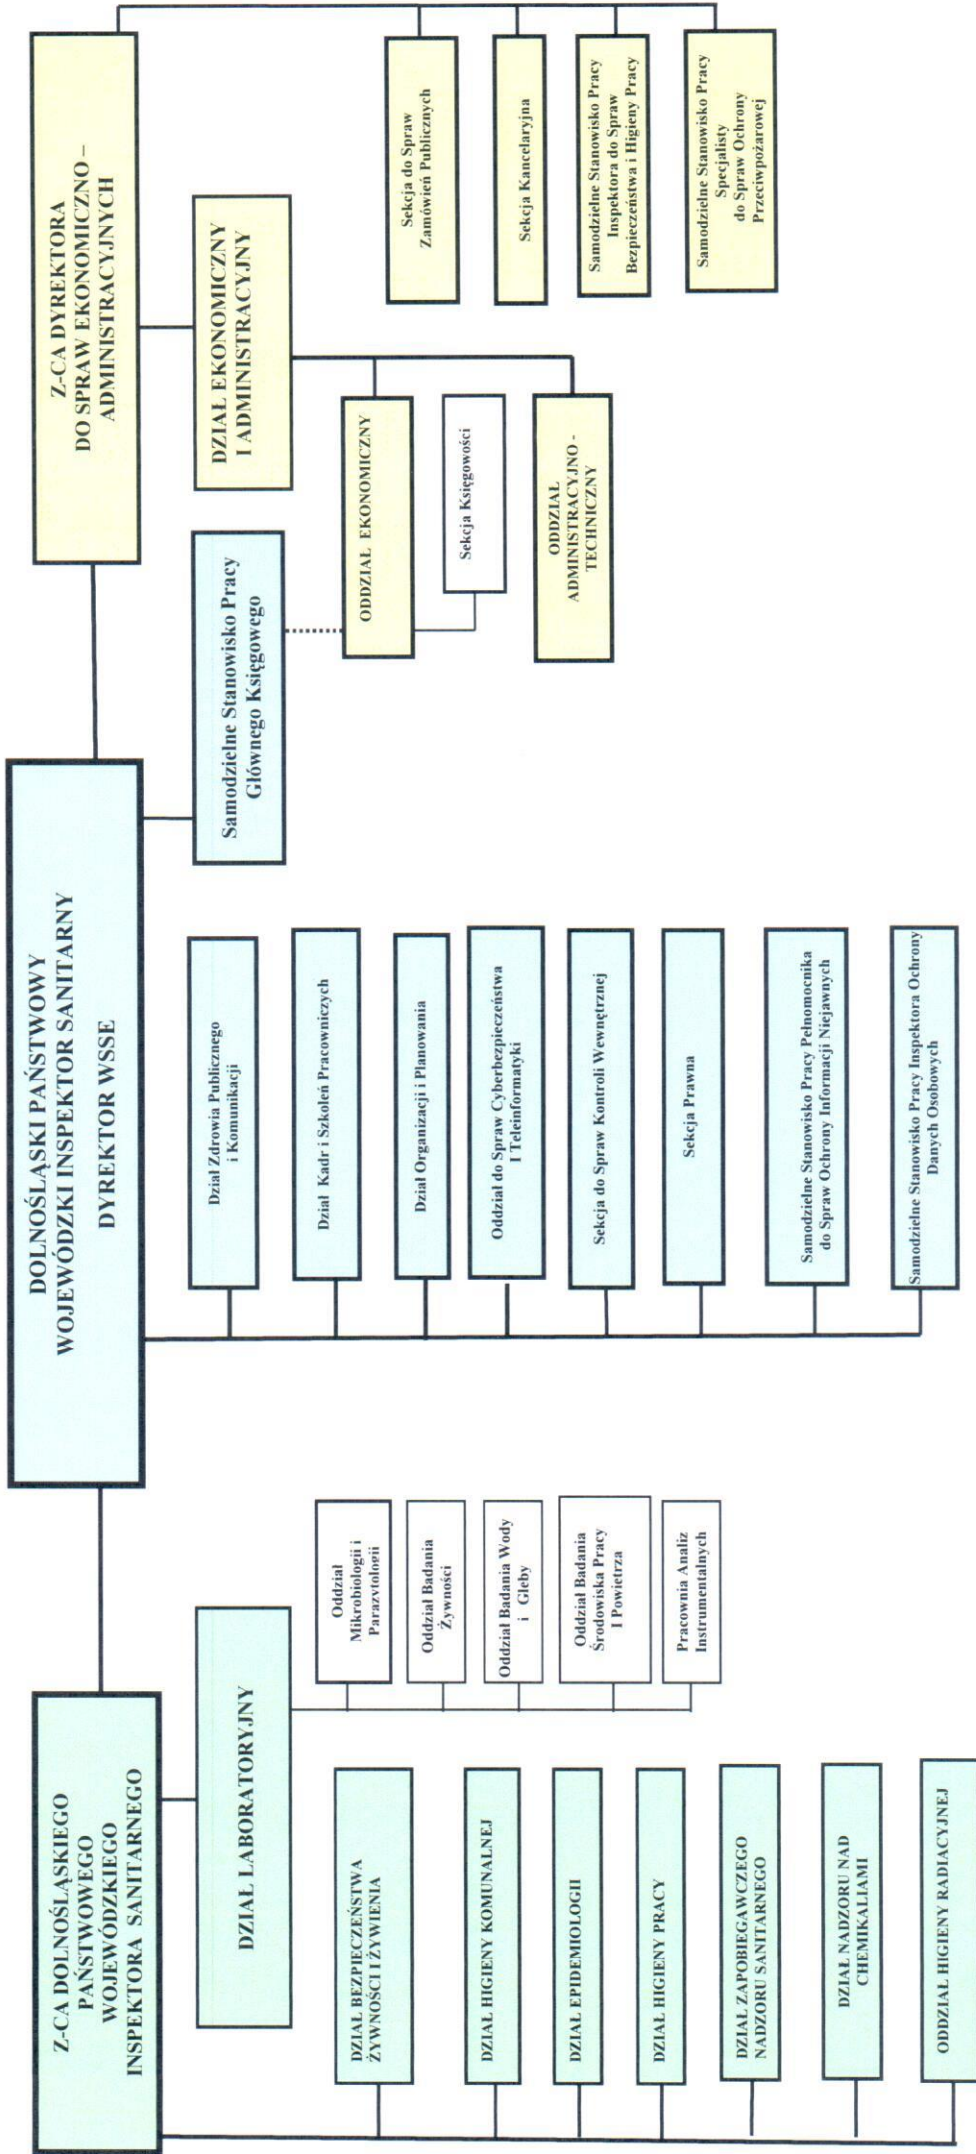 DOLNOŚLĄSKI PAŃSTWOWY
WOJEWÓDZKI INSPEKTOR SANITARNY
DYREKTOR WSSE
Z-CA DOLNOŚLĄSKIEGO
PAŃSTWOWEGO
WOJEWÓDZKIEGO
INSPEKTORA SANITARNEGO
DZIAŁ LABORATORYJNY
Oddział
Mikrobiologii i
Parazytologii
Oddział Badania
Żywności
Oddział Badania Wody
i Gleby
Oddział Badania
Środowiska Pracy
I Powietrza
Pracownia Analiz
Instrumentalnych
DZIAŁ BEZPIECZEŃSTWA
ŻYWNOŚCI I ŻYWIENIA
DZIAŁ HIGIENY KOMUNALNEJ
DZIAŁ EPIDEMIOLOGII
DZIAŁ HIGIENY PRACY
DZIAŁ ZAPOBIEGAWCZEGO
NADZORU SANITARNEGO
DZIAŁ NADZORU NAD
CHEMIKALIAMI
ODDZIAŁ HIGIENY RADIACYJNEJ
Dział Zdrowia Publicznego
i Komunikacji
Dział Kadr i Szkoleń Pracowniczych
Dział Organizacji i Planowania
Oddział do Spraw Cyberbezpieczeństwa
I Teleinformatyki
Sekcja do Spraw Kontroli Wewnętrznej
Sekcja Prawna
Samodzielne Stanowisko Pracy Pełnomocnika
do Spraw Ochrony Informacji Niejawnych
Samodzielne Stanowisko Pracy Inspektora Ochrony
Danych Osobowych
Samodzielne Stanowisko Pracy
Głównego Księgowego
Z-CA DYREKTORA
DO SPRAW EKONOMICZNO –
ADMINISTRACYJNYCH
DZIAŁ EKONOMICZNY
I ADMINISTRACYJNY
ODDZIAŁ EKONOMICZNY
Sekcja Księgowości
ODDZIAŁ
ADMINISTRACYJNO -
TECHNICZNY
Sekcja do Spraw
Zamówień Publicznych
Sekcja Kancelaryjna
Samodzielne Stanowisko Pracy
Inspektora do Spraw
Bezpieczeństwa i Higieny Pracy
Samodzielne Stanowisko Pracy
Specjalisty
do Spraw Ochrony
Przeciwpożarowej